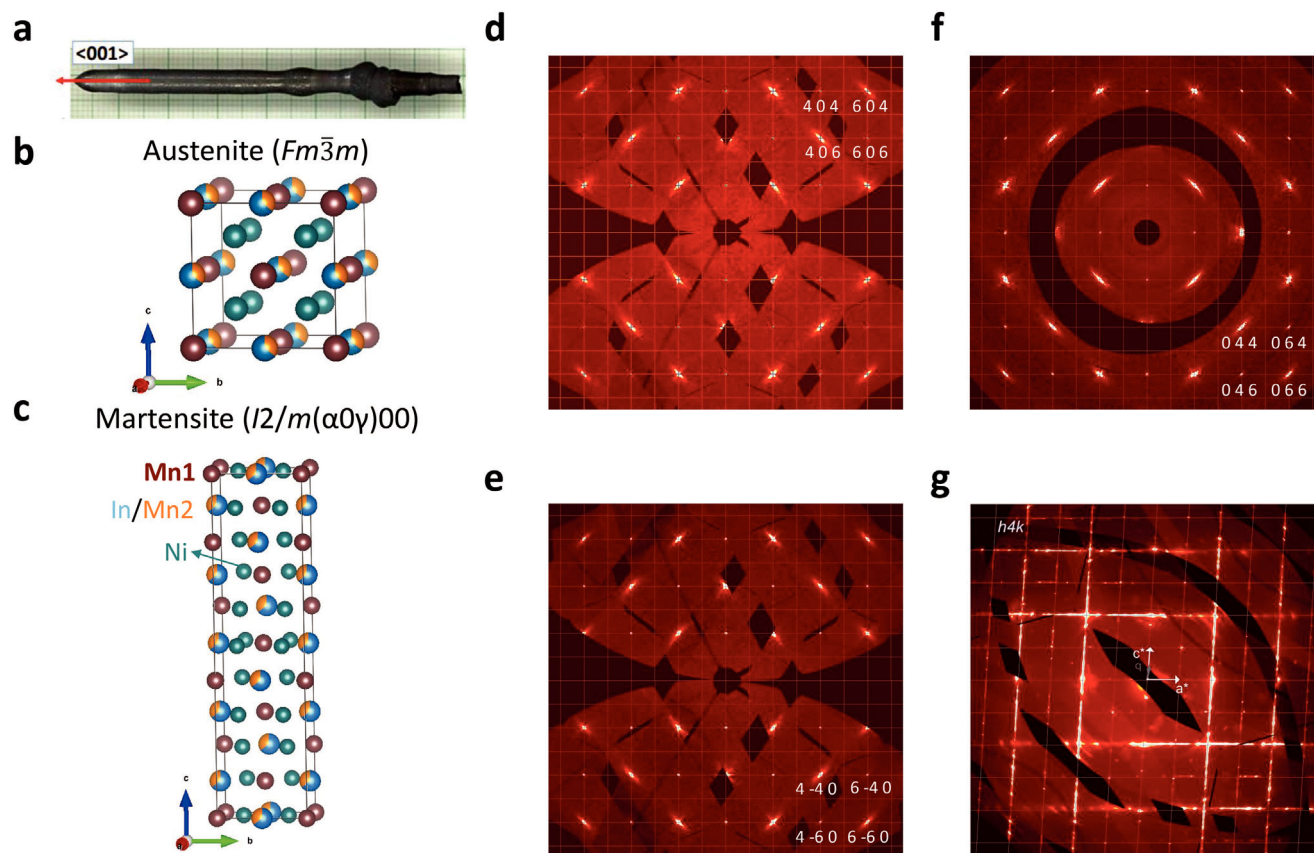 a
<001>
b
Austenite (Fm3̅m)
c
b
a
c
Martensite (I2/m(α0γ)00)
Mn1
In/Mn2
Ni
c
b
a
d
4 0 4 6 0 4
4 0 6 6 0 6
e
4 -4 0 6 -4 0
4 -6 0 6 -6 0
f
0 4 4 0 6 4
0 4 6 0 6 6
g
h4k
c*
q
a*